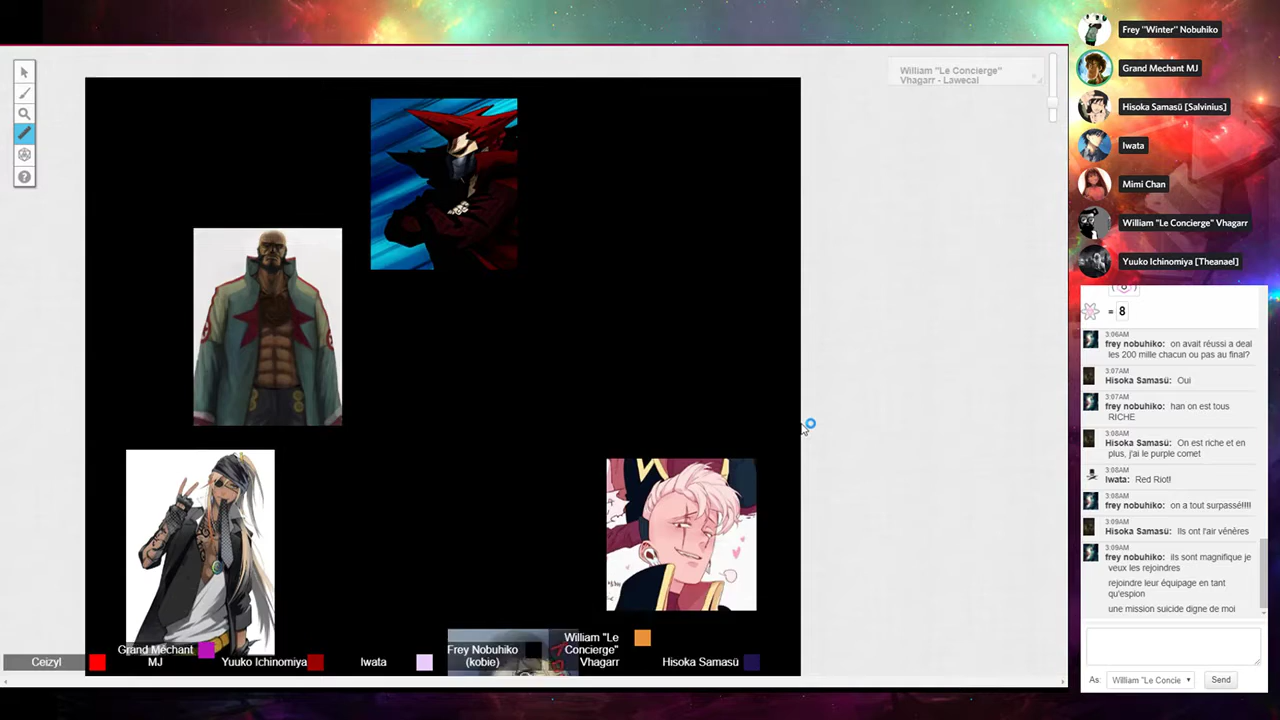 William "Le Concierge"
Vhagarr - Lawecal
Ceizyl
Grand Mechant
MJ
Yuuko Ichinomiya
Iwata
Frey Nobuhiko
(kobie)
William "Le
Concierge"
Vhagarr
Hisoka Samasü
Frey "Winter" Nobuhiko
Grand Mechant MJ
Hisoka Samasü [Salvinius]
Iwata
Mimi Chan
William "Le Concierge" Vhagarr
Yuuko Ichinomiya [Theanael]
= 8
3:06AM
frey nobuhiko: on avait réussi a deal
les 200 mille chacun ou pas au final?
3:07AM
Hisoka Samasü: Oui
3:07AM
frey nobuhiko: han on est tous
RICHE
3:08AM
Hisoka Samasü: On est riche et en
plus, j'ai le purple comet
3:08AM
Iwata: Red Riot!
3:08AM
frey nobuhiko: on a tout surpassé!!!!
3:09AM
Hisoka Samasü: Ils ont l'air vénères
3:09AM
frey nobuhiko: ils sont magnifique je
veux les rejoindres
rejoindre leur équipage en tant
qu'espion
une mission suicide digne de moi
As:
William "Le Concie
Send